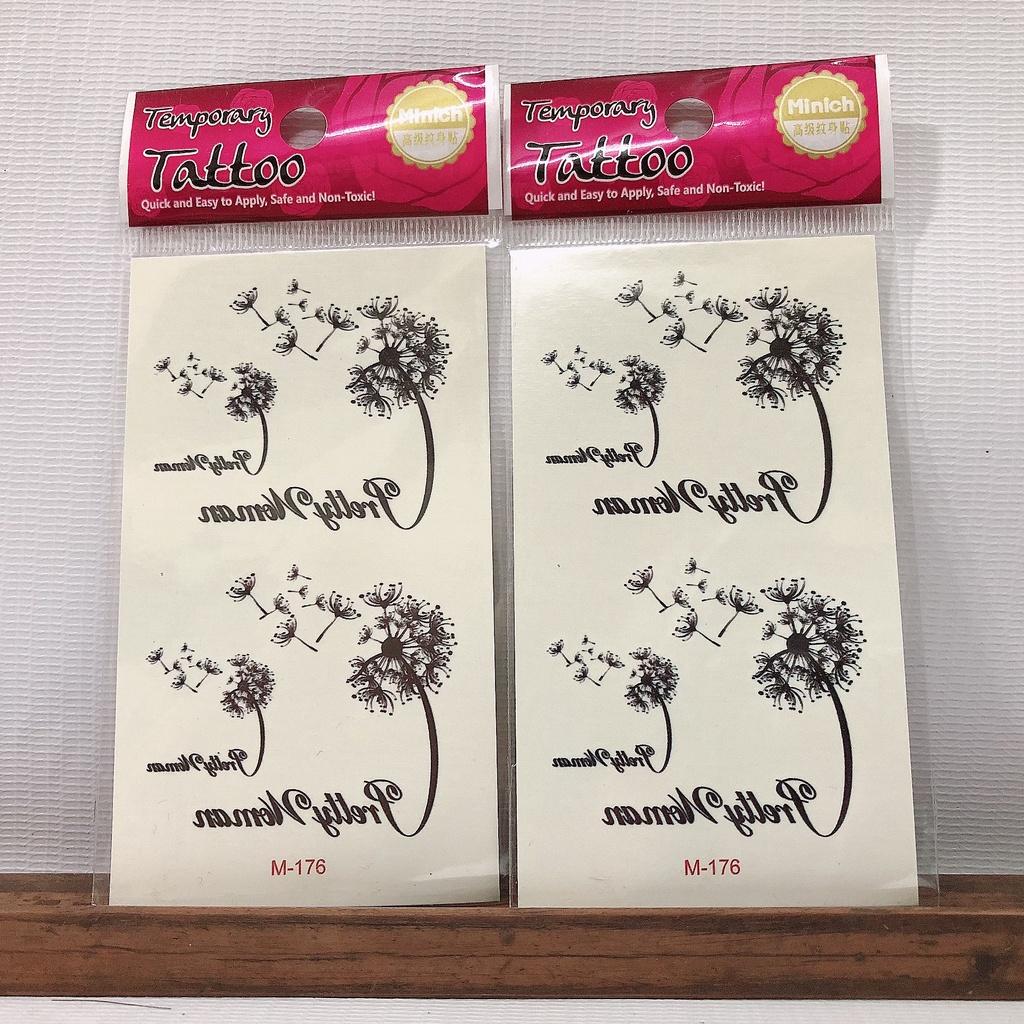 Temporary
Tattoo
Quick and Easy to Apply, Safe and Non-Toxic!
Minich
高级纹身贴
Pretty Woman
Pretty Woman
Pretty Woman
Pretty Woman
M-176
Temporary
Tattoo
Quick and Easy to Apply, Safe and Non-Toxic!
Minich
高级纹身贴
Pretty Woman
Pretty Woman
Pretty Woman
Pretty Woman
M-176